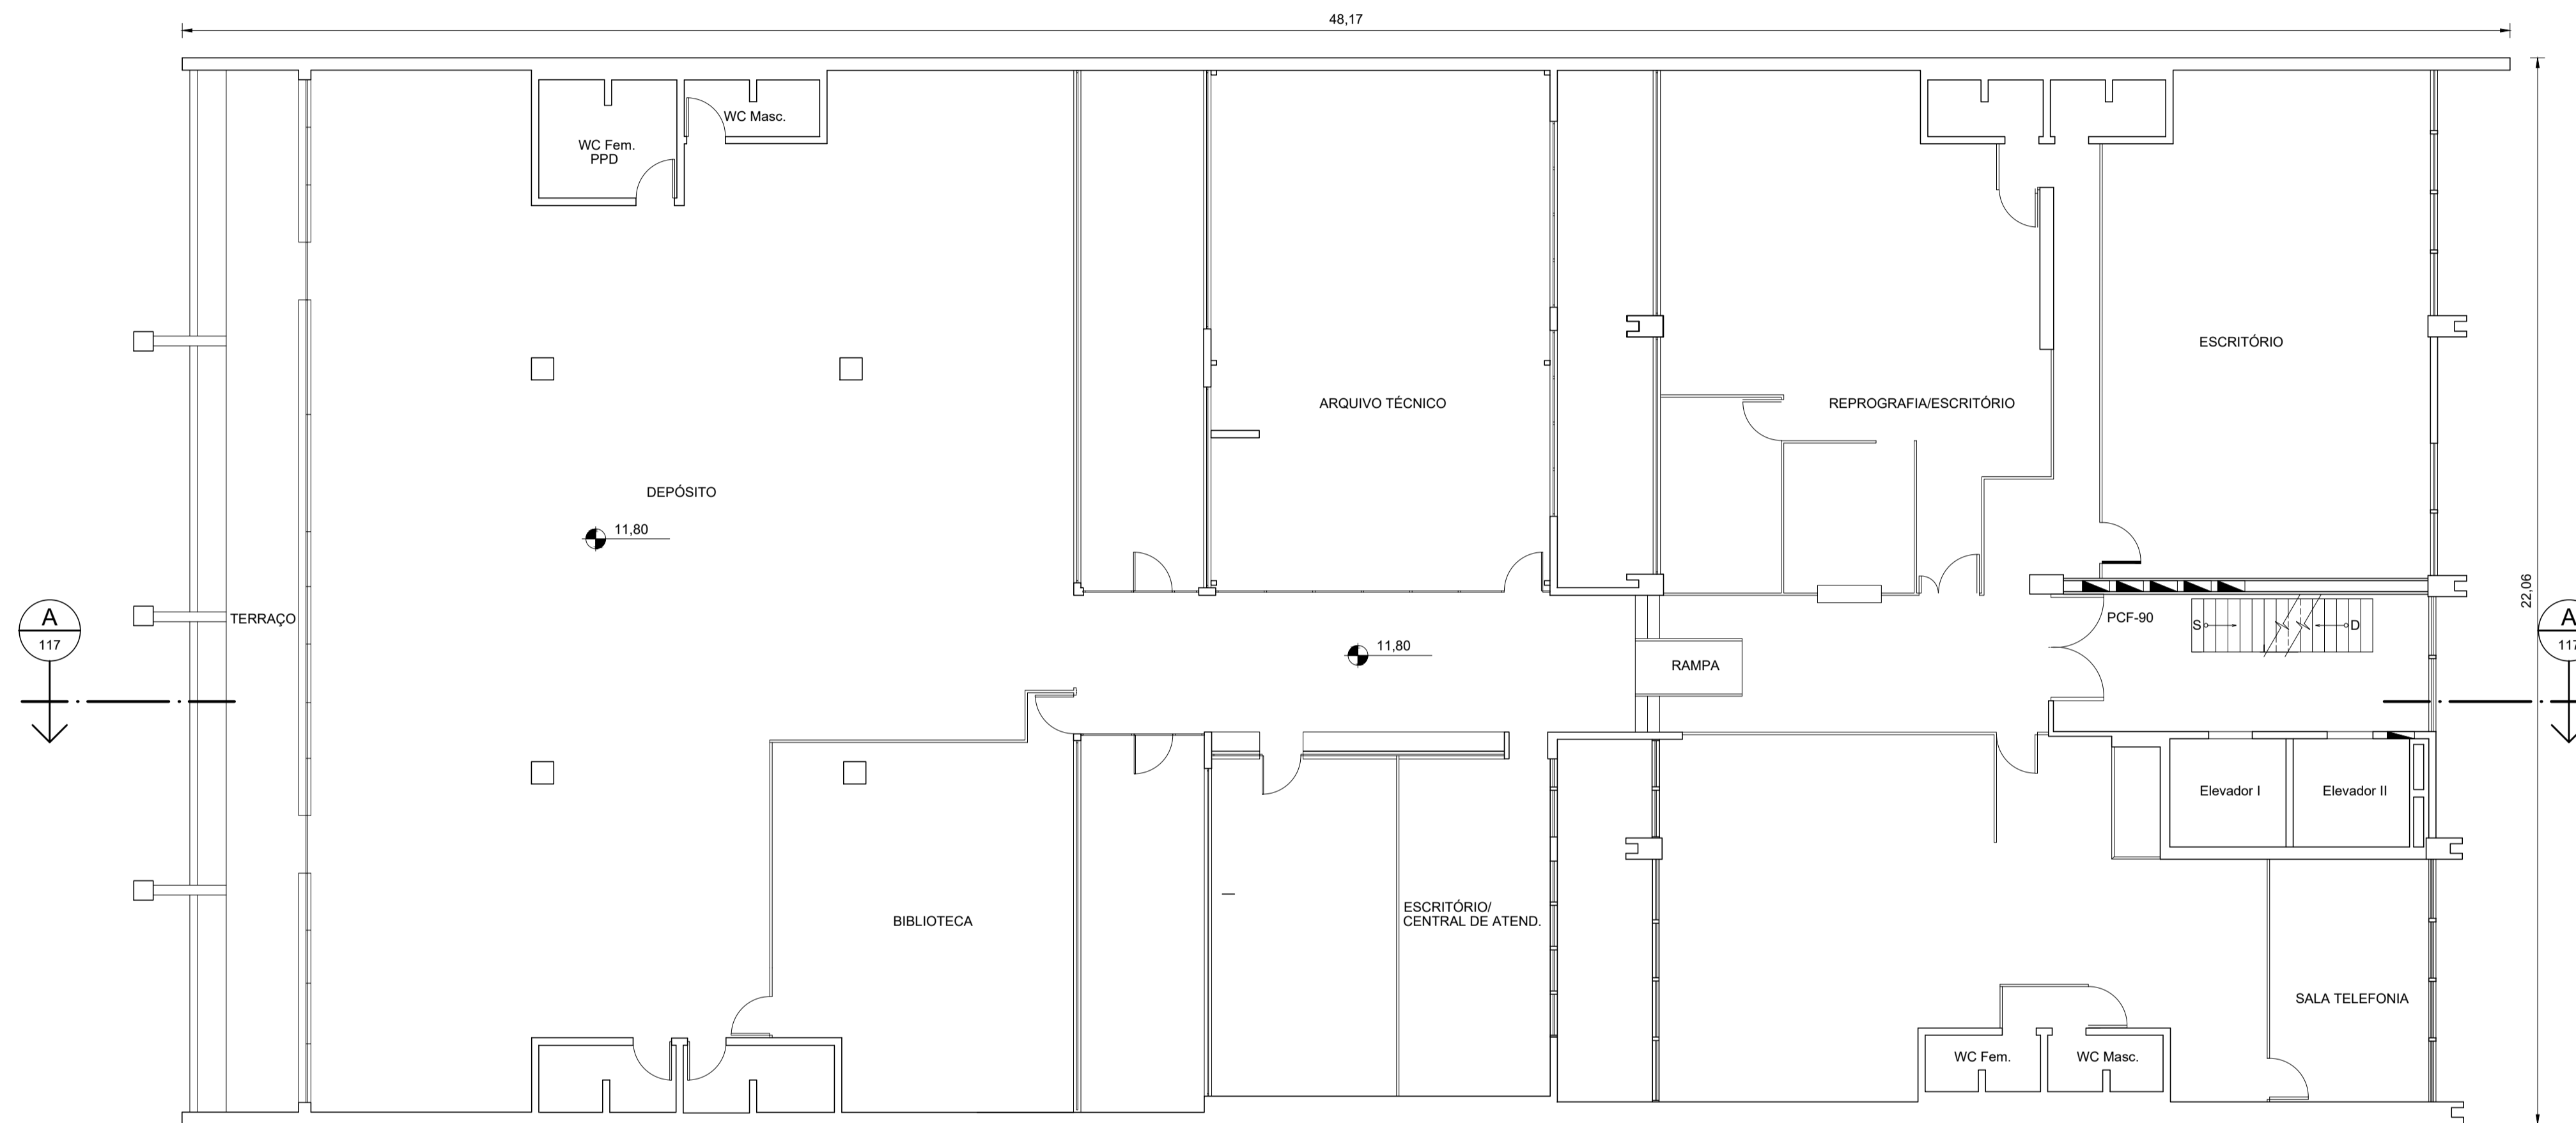 48,17
WC Masc.
WC Fem.
PPD
ESCRITÓRIO
ARQUIVO TÉCNICO
REPROGRAFIA/ESCRITÓRIO
DEPÓSITO
11,80
22,06
A
117
TERRAÇO
PCF-90
S
D
A
117
11,80
RAMPA
Elevador I
Elevador II
BIBLIOTECA
ESCRITÓRIO/
CENTRAL DE ATEND.
SALA TELEFONIA
WC Fem.
WC Masc.